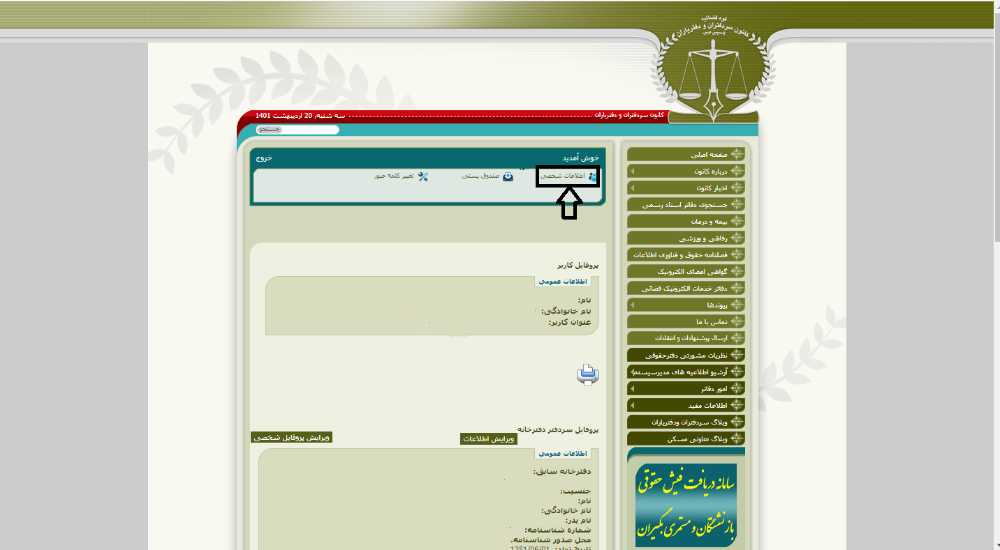 قوه قضائیه
کانون سردفتران و دفتریاران
تاسیس ۱۳۱۶
کانون سردفتران و دفتریاران
سه شنبه, 20 اردیبهشت 1401
جستجو
صفحه اصلی
درباره کانون
اخبار کانون
جستجوی دفاتر اسناد رسمی
بیمه و درمان
رفاهی و ورزشی
فصلنامه حقوق و فناوری اطلاعات
گواهی امضای الکترونیک
دفاتر خدمات الکترونیک قضائی
پیوندها
تماس با ما
ارسال پیشنهادات و انتقادات
نظریات مشورتی دفترحقوقی
آرشیو اطلاعیه های مدیرسیستم
امور دفاتر
اطلاعات مفید
وبلاگ سردفتران ودفتریاران
وبلاگ تعاونی مسکن
سامانه دریافت فیش حقوقی
بازنشستگان و مستمری بگیران
خوش آمدید
خروج
اطلاعات شخصی
صندوق پستی
تغییر کلمه عبور
پروفایل کاربر
اطلاعات عمومی
نام:
نام خانوادگی:
عنوان کاربر:
پروفایل سردفتر دفترخانه
ویرایش اطلاعات
ویرایش پروفایل شخصی
اطلاعات عمومی
دفترخانه سابق:
جنسیت:
نام:
نام خانوادگی:
نام پدر:
شماره شناسنامه:
محل صدور شناسنامه.
تاریخ تولد: 1351/06/01